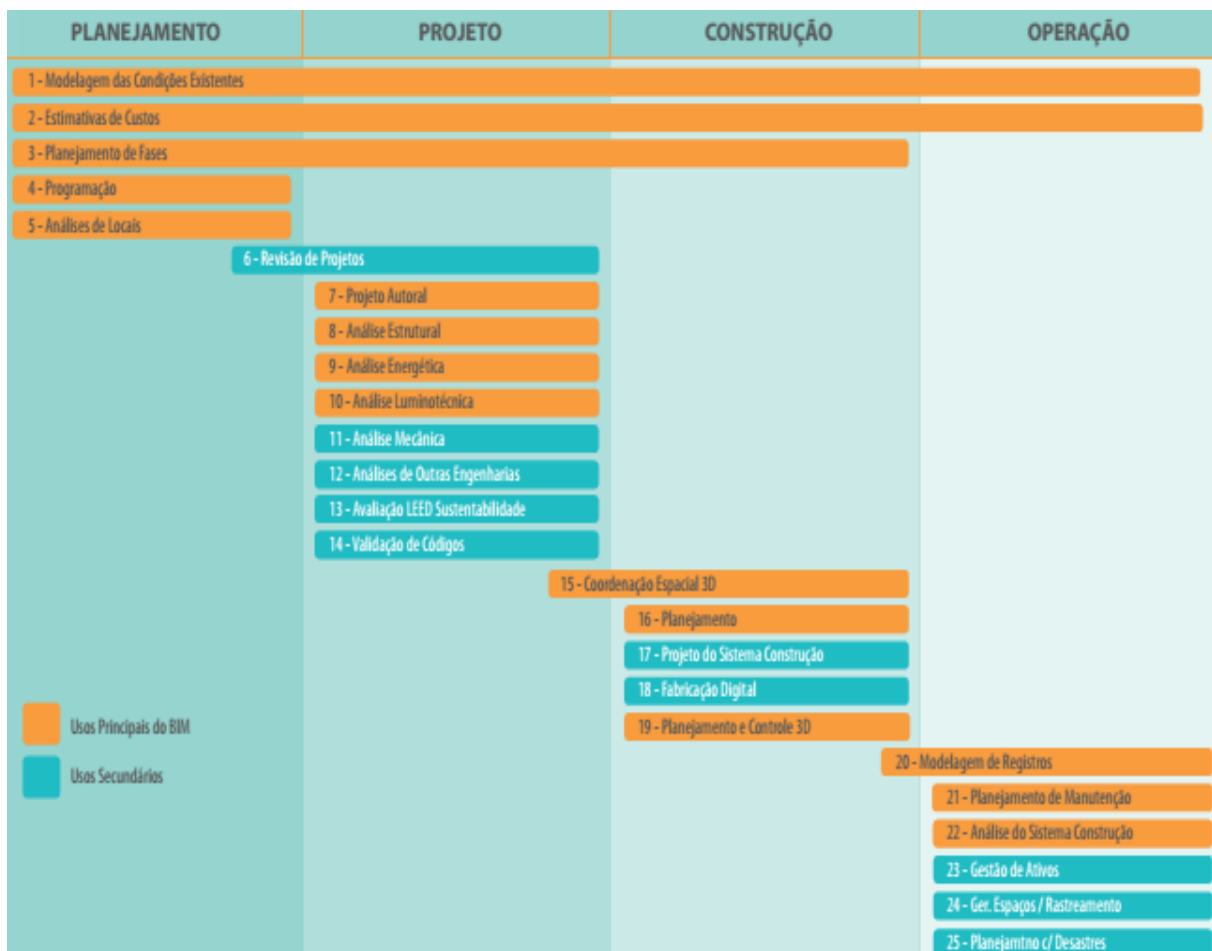 PLANEJAMENTO PROJETO CONSTRUÇÃO OPERAÇÃO
1 - Modelagem das Condições Existentes
2 - Estimativas de Custos
3 - Planejamento de Fases
4 - Programação
5 - Análises de Locais
6 - Revisão de Projetos
7 - Projeto Autoral
8 - Análise Estrutural
9 - Análise Energética
10 - Análise Luminotécnica
11 - Análise Mecânica
12 - Análises de Outras Engenharias
13 - Avaliação LEED Sustentabilidade
14 - Validação de Códigos
15 - Coordenação Espacial 3D
16 - Planejamento
17 - Projeto do Sistema Construção
18 - Fabricação Digital
19 - Planejamento e Controle 3D
Usos Principais do BIM
Usos Secundários
20 - Modelagem de Registros
21 - Planejamento de Manutenção
22 - Análise do Sistema Construção
23 - Gestão de Ativos
24 - Ger. Espaços / Rastreamento
25 - Planejamtno c/ Desastres